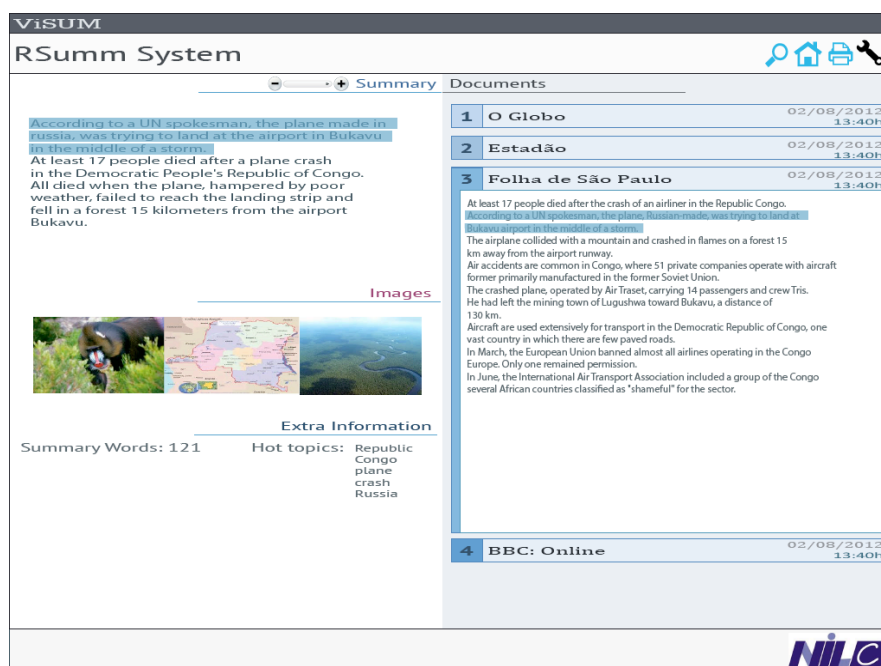 ViSUM
RSumm System
Summary
According to a UN spokesman, the plane made in
russia, was trying to land at the airport in Bukavu
in the middle of a storm.
At least 17 people died after a plane crash
in the Democratic People's Republic of Congo.
All died when the plane, hampered by poor
weather, failed to reach the landing strip and
fell in a forest 15 kilometers from the airport
Bukavu.
Images
Extra Information
Summary Words: 121
Hot topics: Republic
Congo
plane
crash
Russia
Documents
1 O Globo 02/08/2012
13:40h
2 Estadão 02/08/2012
13:40h
3 Folha de São Paulo 02/08/2012
13:40h
At least 17 people died after the crash of an airliner in the Republic Congo.
According to a UN spokesman, the plane, Russian-made, was trying to land at
Bukavu airport in the middle of a storm.
The airplane collided with a mountain and crashed in flames on a forest 15
km away from the airport runway.
Air accidents are common in Congo, where 51 private companies operate with aircraft
former primarily manufactured in the former Soviet Union.
The crashed plane, operated by Air Traset, carrying 14 passengers and crew Tris.
He had left the mining town of Lugushwa toward Bukavu, a distance of
130 km.
Aircraft are used extensively for transport in the Democratic Republic of Congo, one
vast country in which there are few paved roads.
In March, the European Union banned almost all airlines operating in the Congo
Europe. Only one remained permission.
In June, the International Air Transport Association included a group of the Congo
several African countries classified as "shameful" for the sector.
4 BBC: Online 02/08/2012
13:40h
NILC